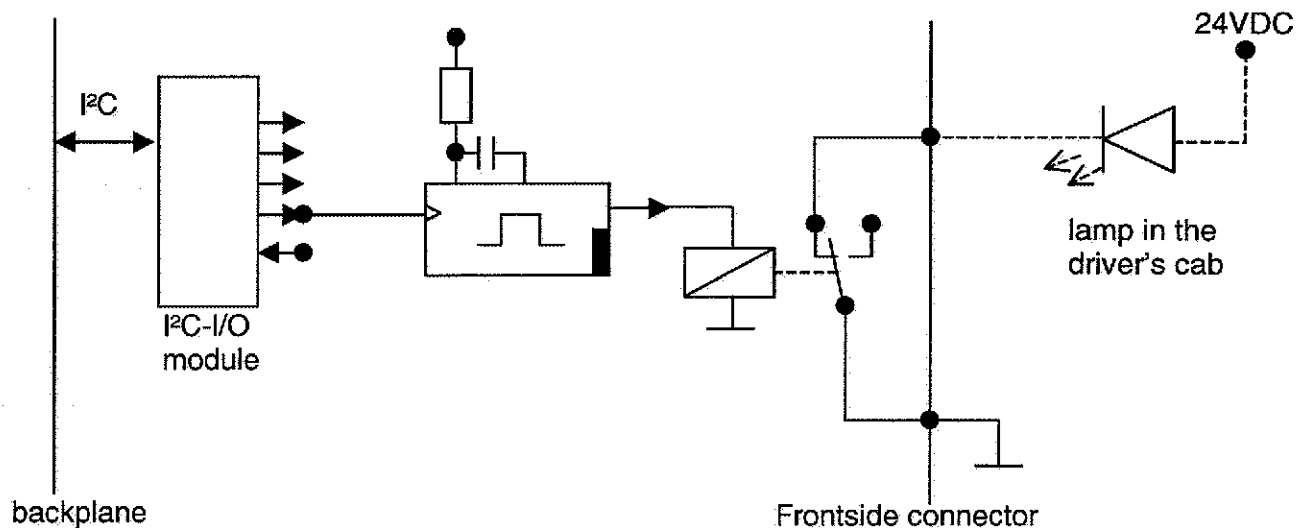 24VDC
I²C
lamp in the
driver's cab
I²C-I/O
module
backplane
Frontside connector